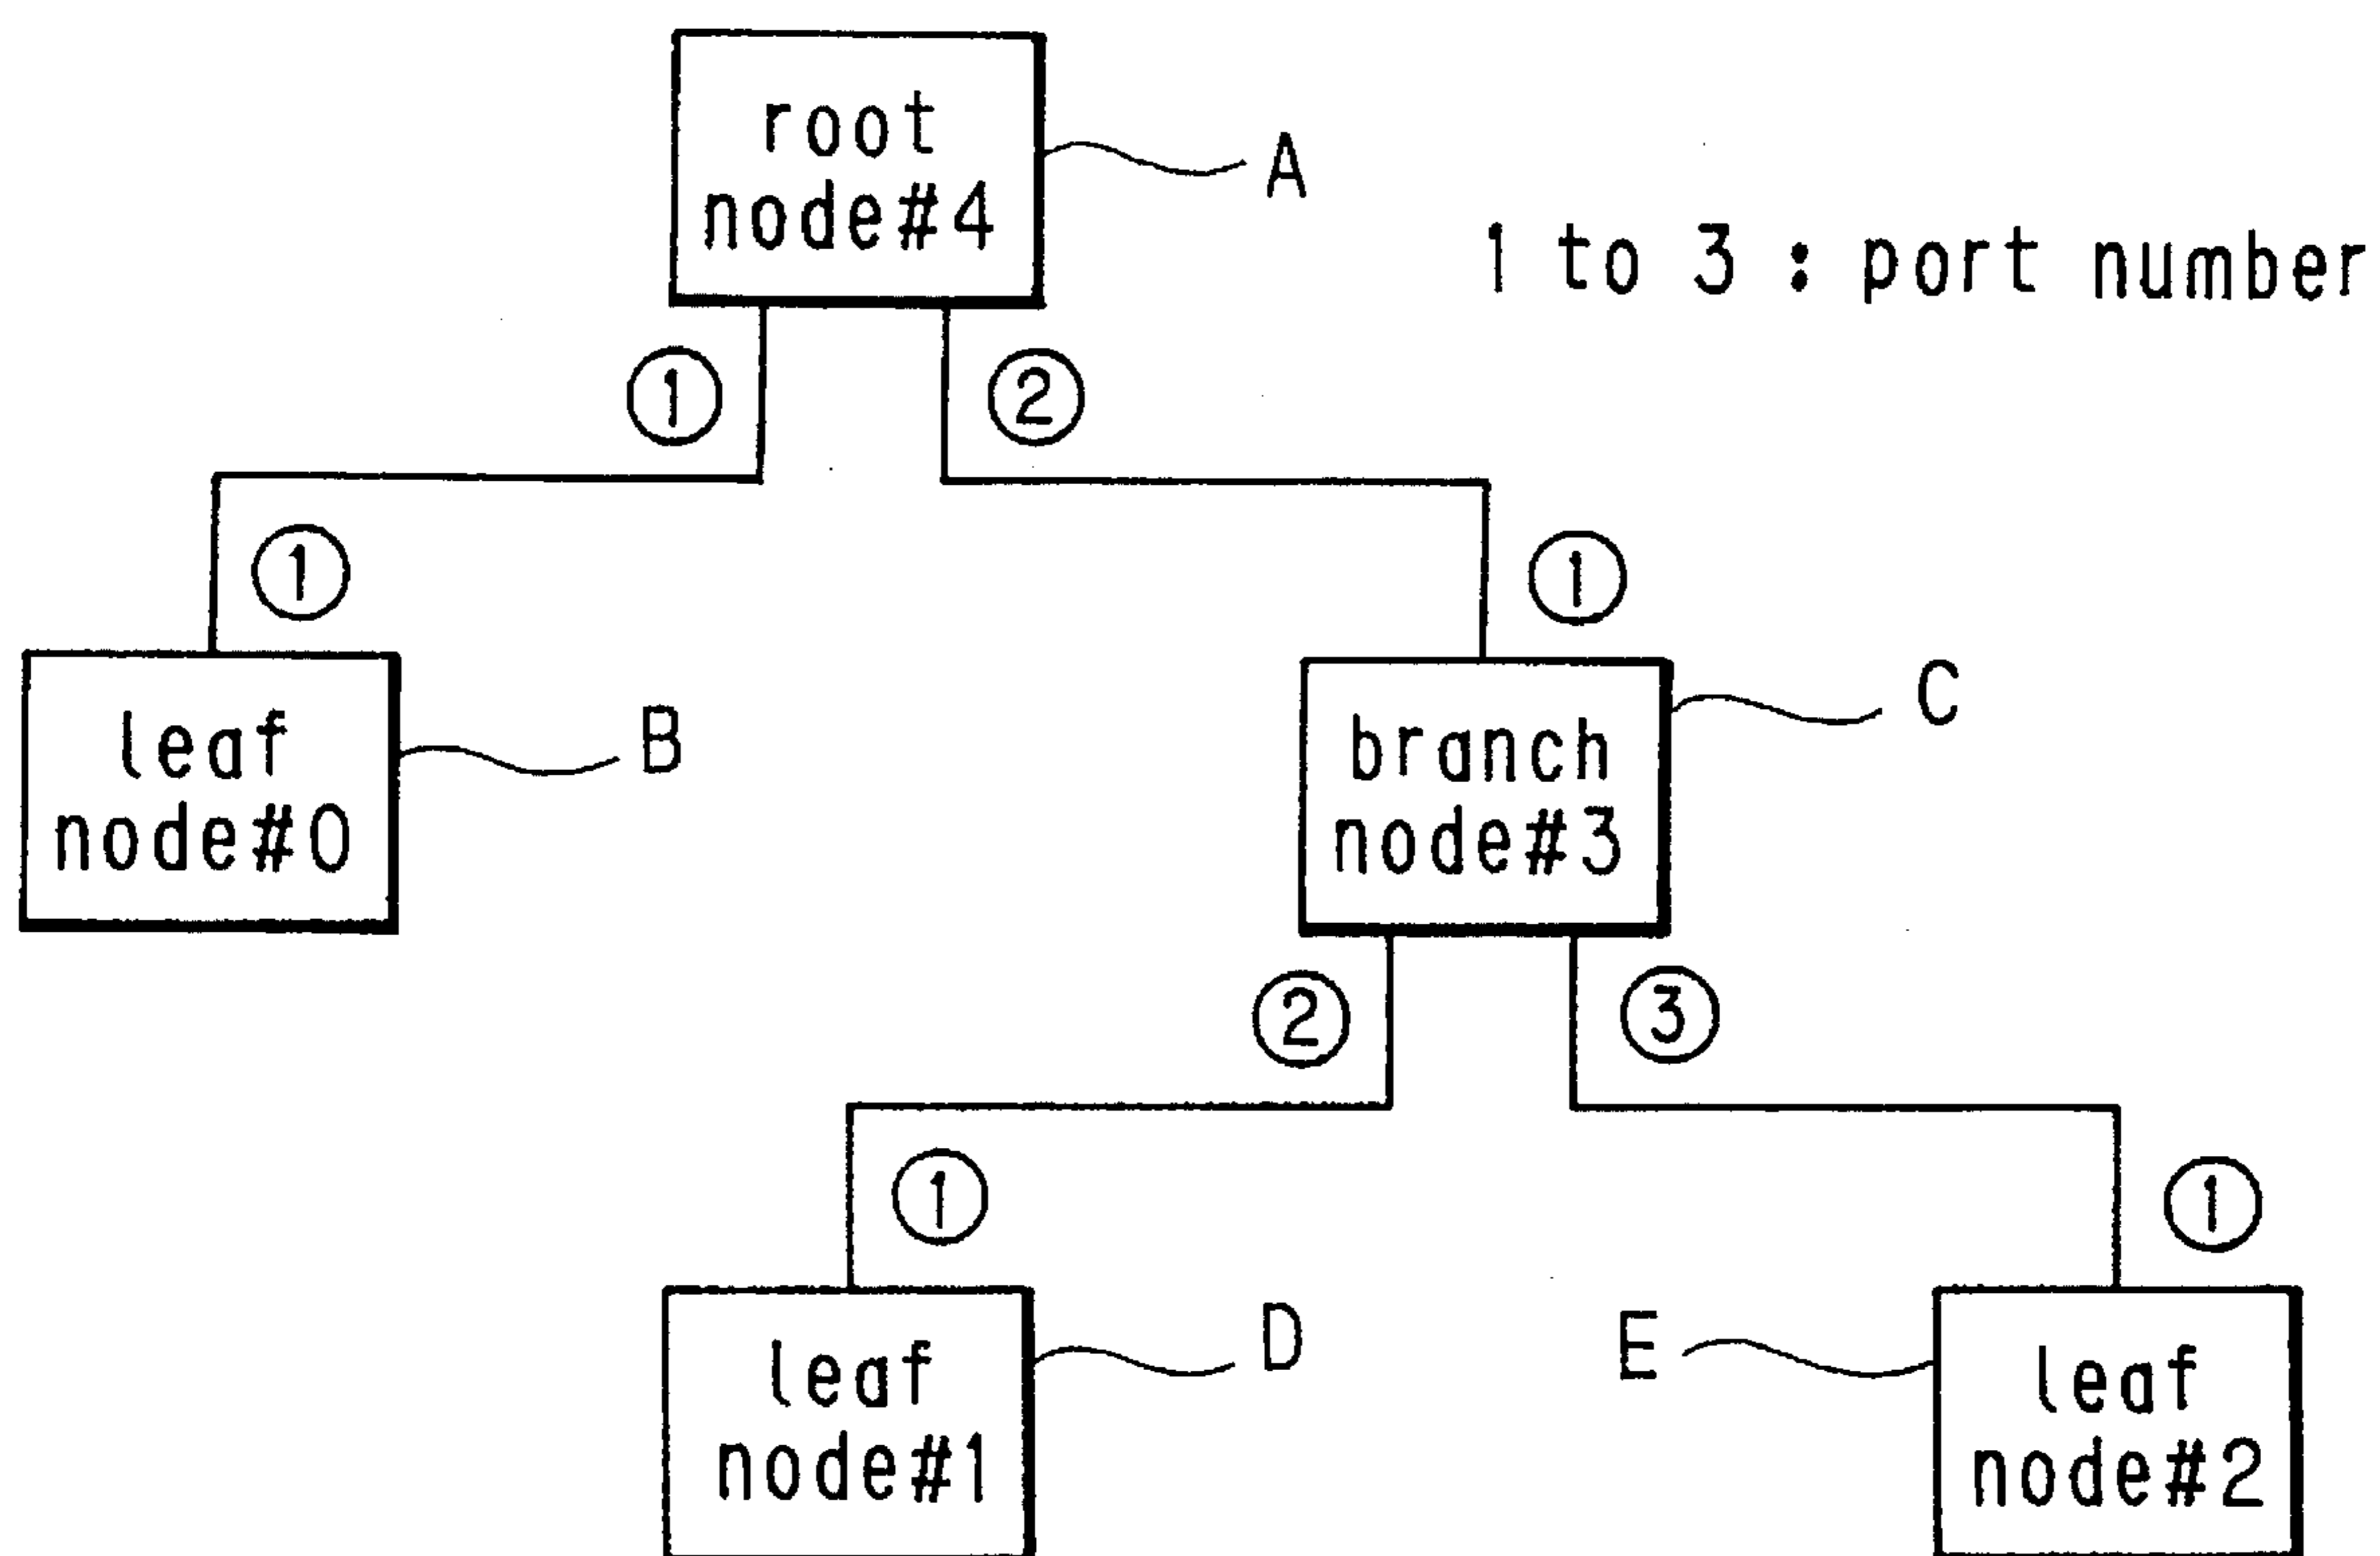 root
node#4
A
1 to 3 : port number
①
②
①
①
leaf
node#0
B
branch
node#3
C
②
③
①
①
leaf
node#1
D
E
leaf
node#2